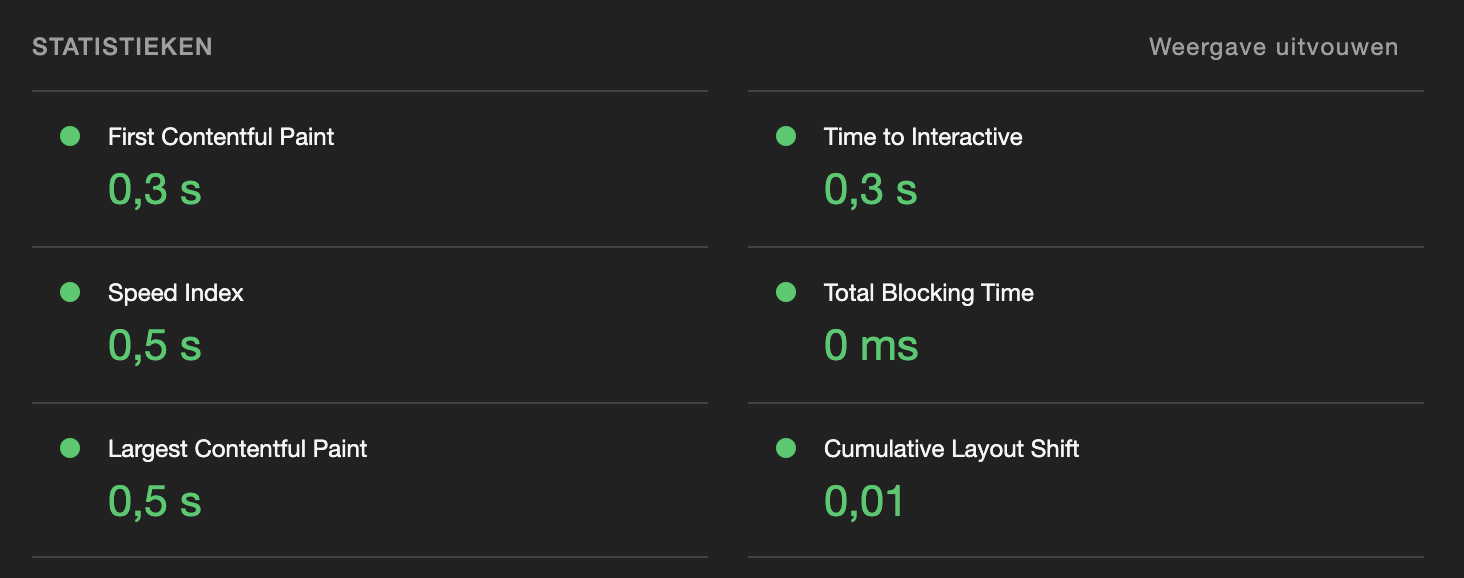 STATISTIEKEN
Weergave uitvouwen
First Contentful Paint
0,3 s
Time to Interactive
0,3 s
Speed Index
0,5 s
Total Blocking Time
0 ms
Largest Contentful Paint
0,5 s
Cumulative Layout Shift
0,01